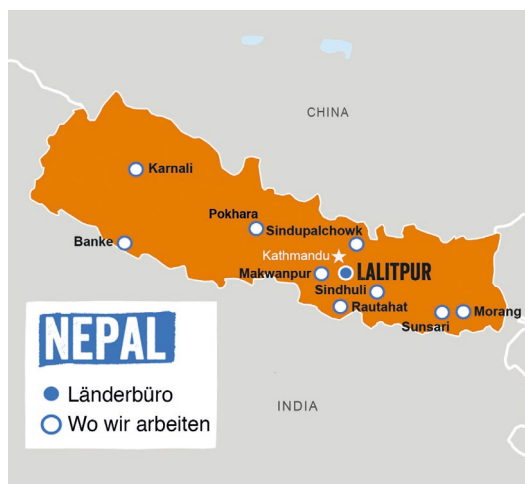 CHINA
Karnali
Pokhara
Sindupalchowk
Banke
Kathmandu
Makwanpur
LALITPUR
Sindhuli
Rautahat
Morang
Sunsari
NEPAL
Länderbüro
Wo wir arbeiten
INDIA